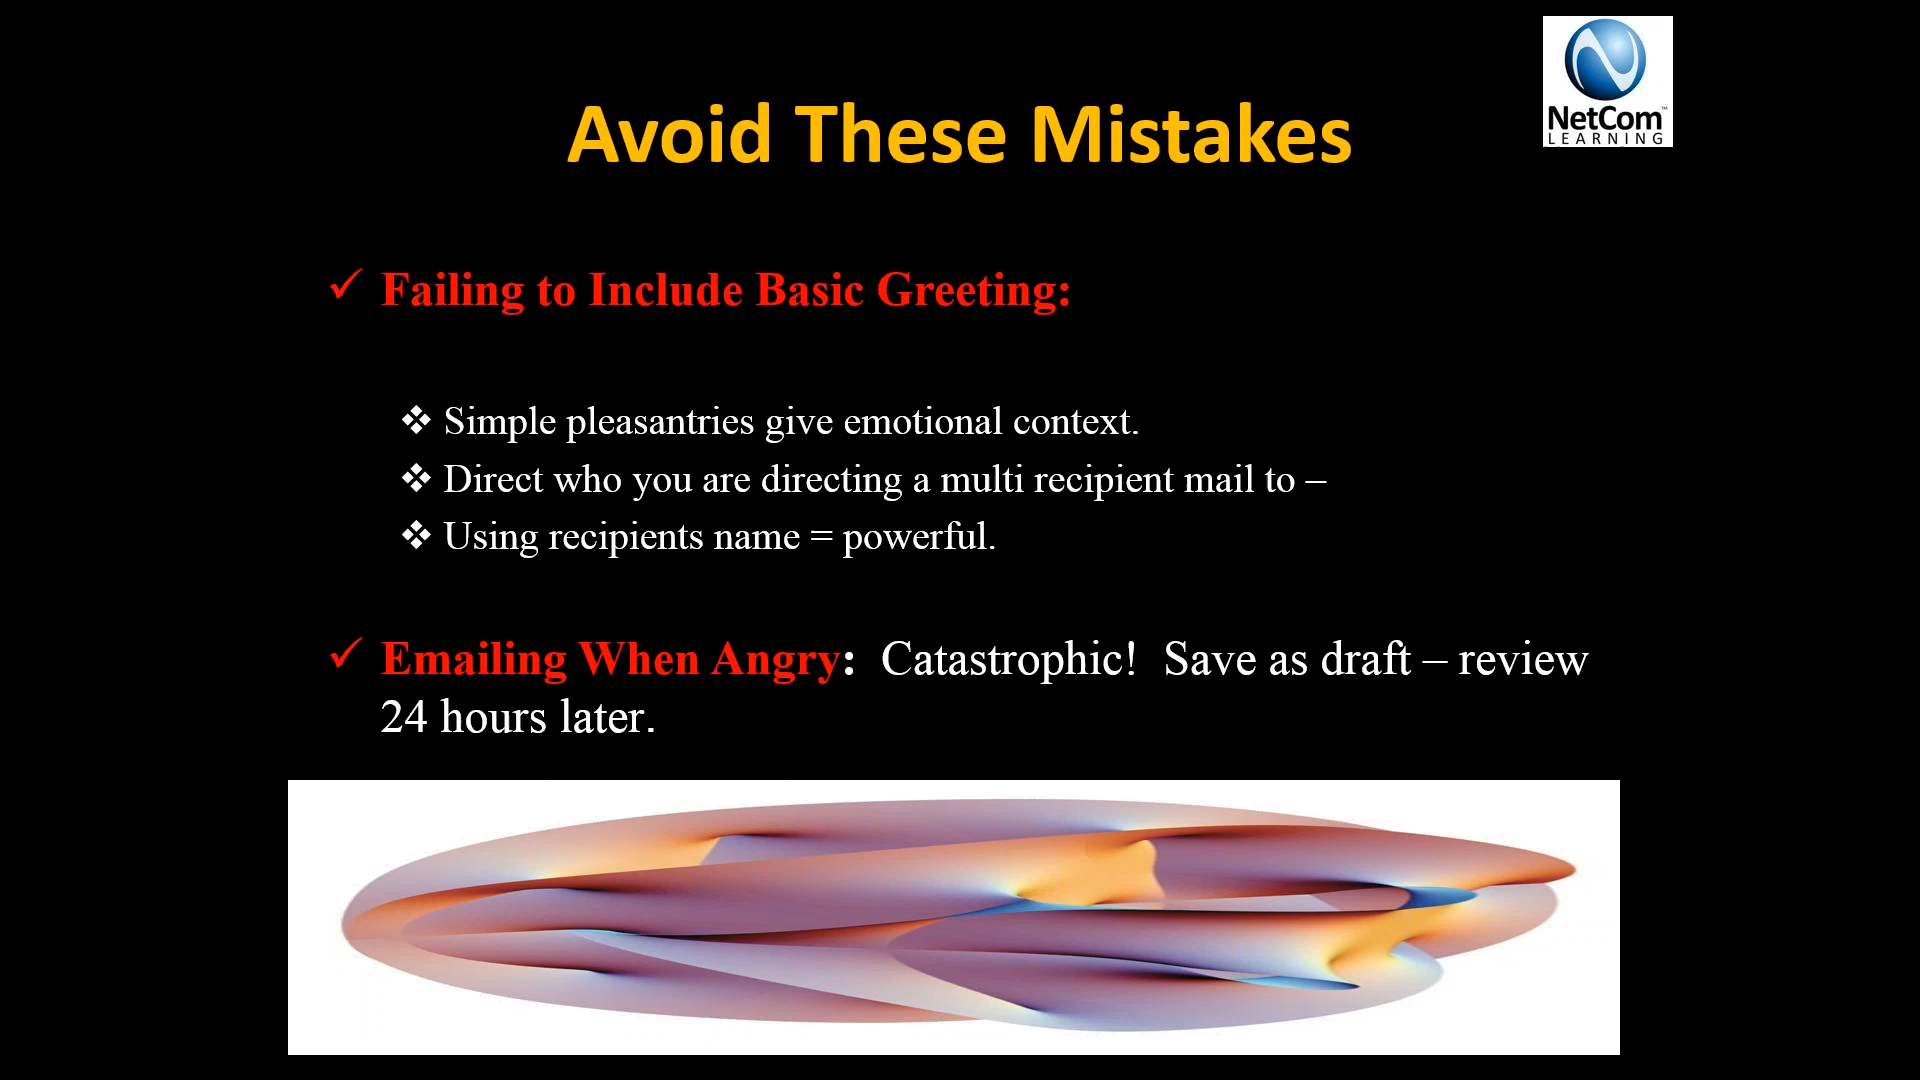 NetCom™
LEARNING
Avoid These Mistakes
✓ Failing to Include Basic Greeting:
❖ Simple pleasantries give emotional context.
❖ Direct who you are directing a multi recipient mail to –
❖ Using recipients name = powerful.
✓ Emailing When Angry: Catastrophic! Save as draft – review
24 hours later.